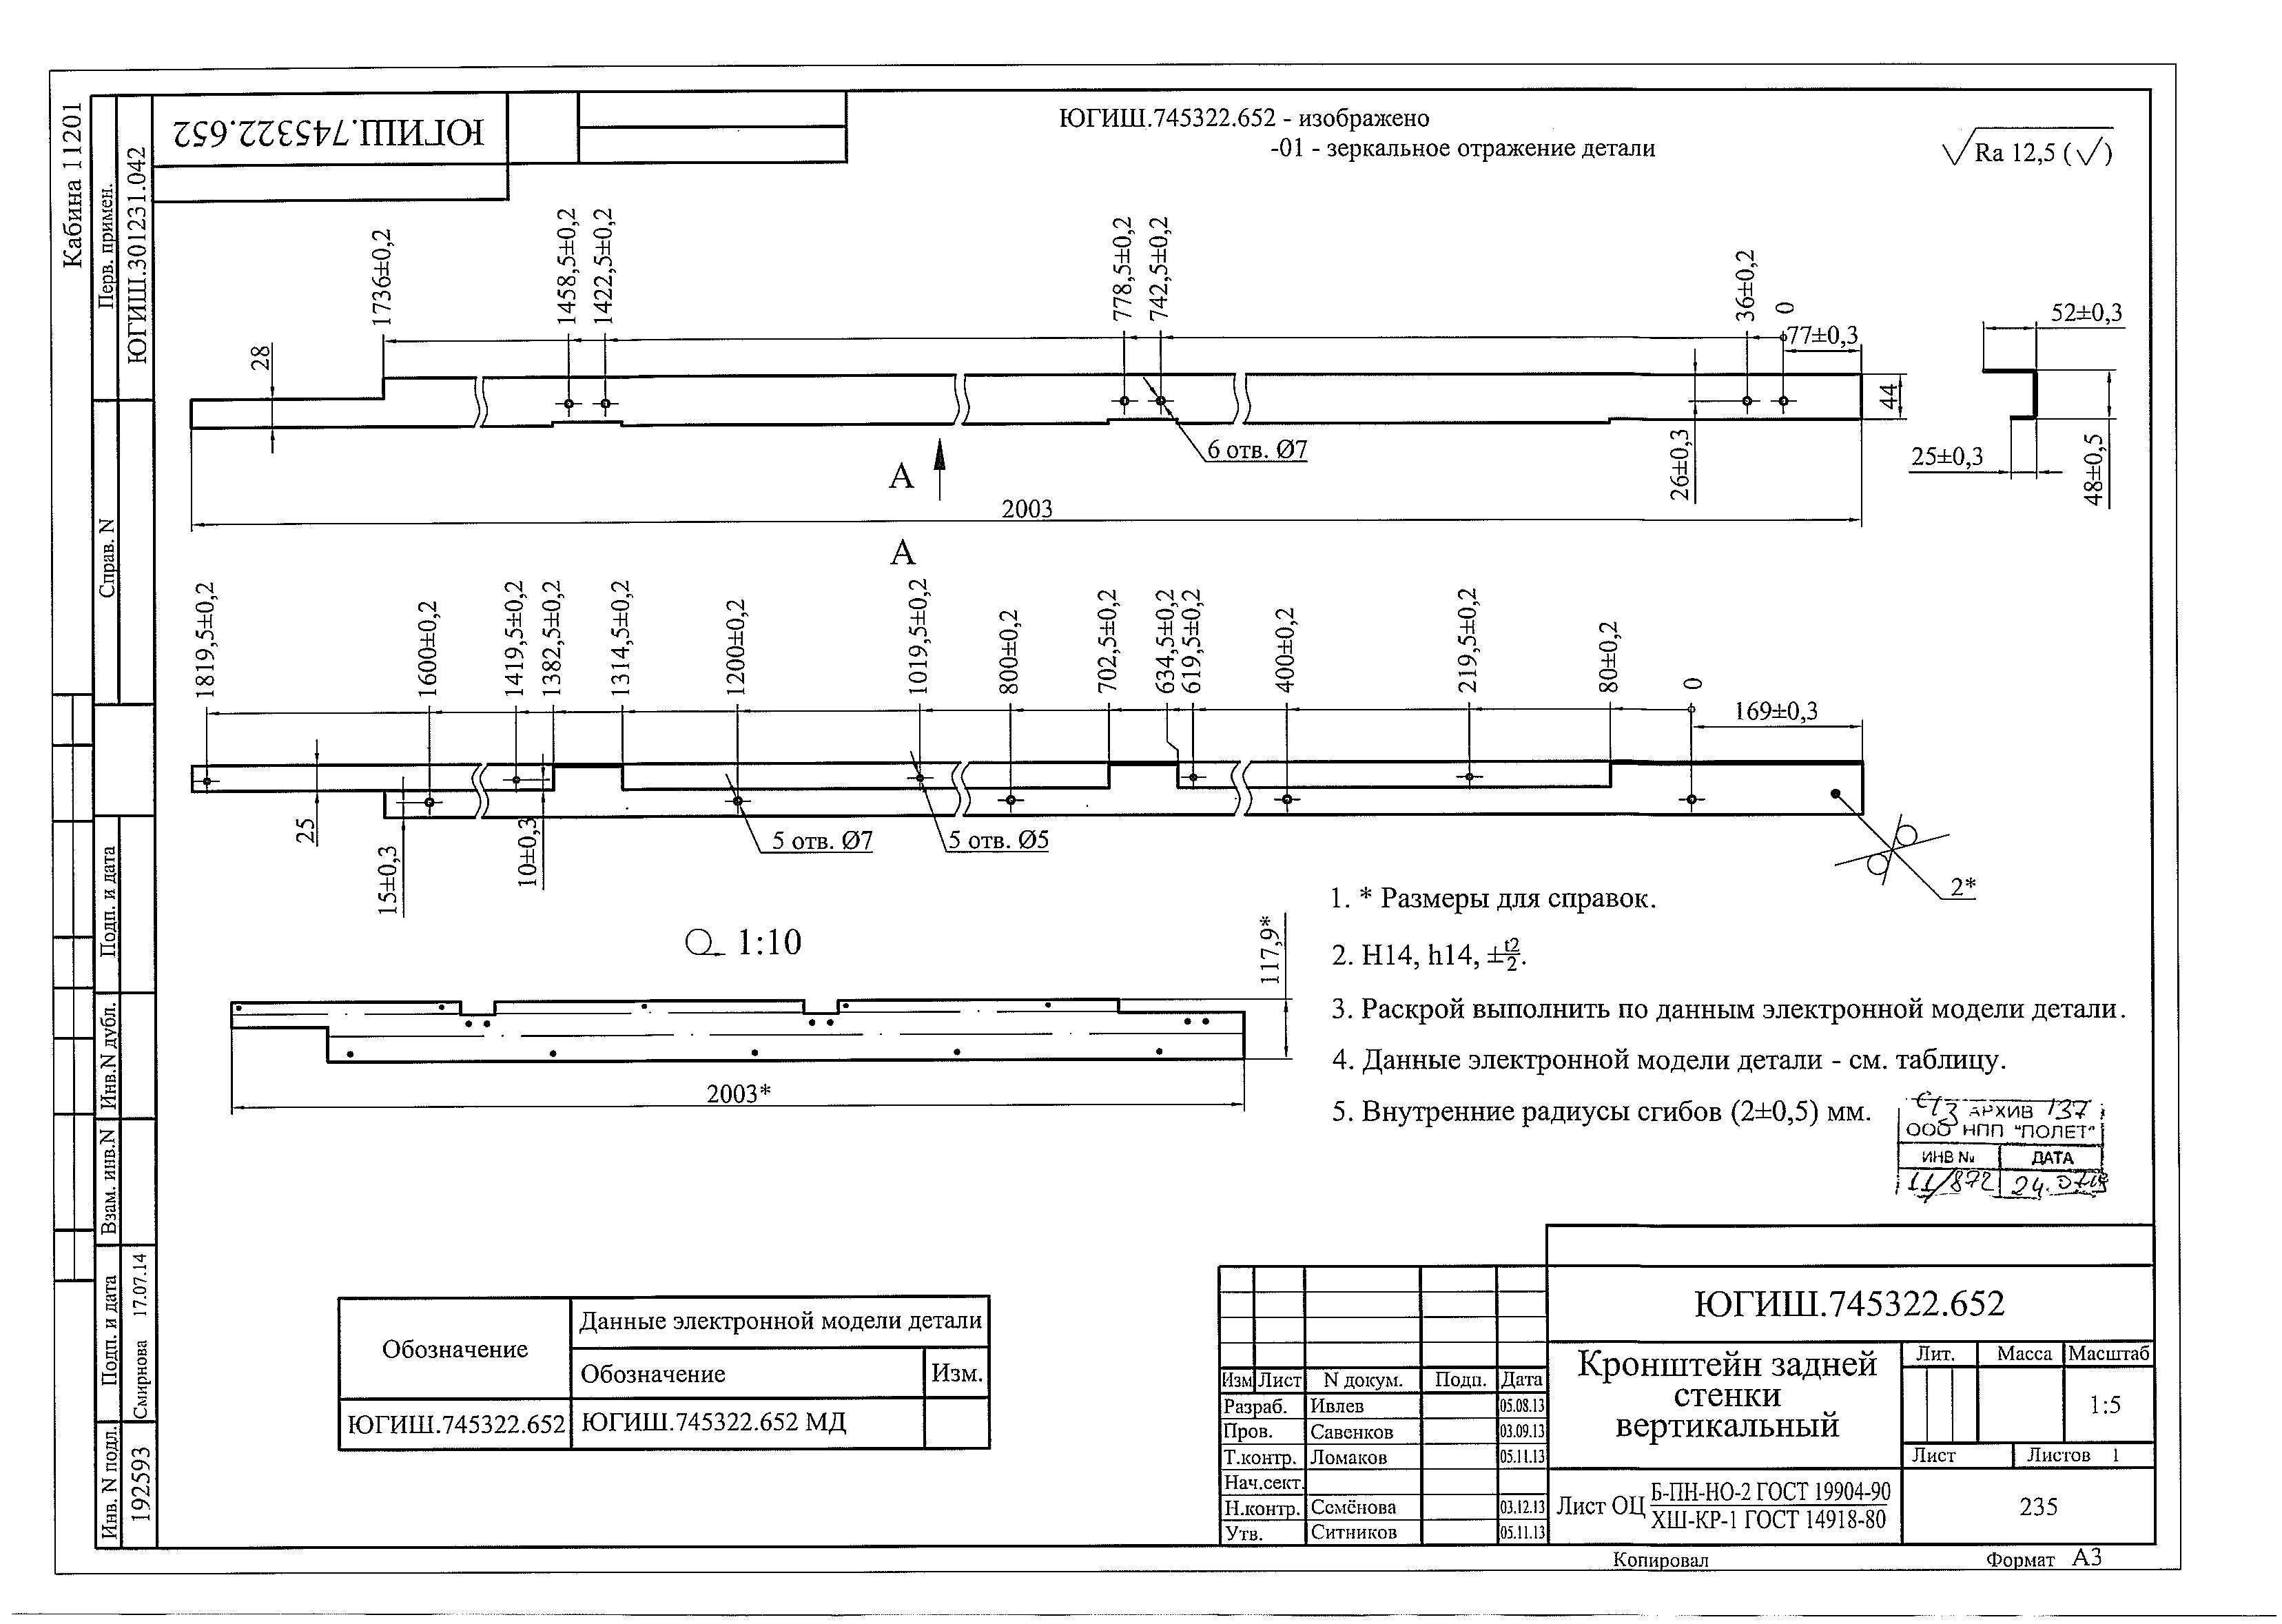 Кабина 11201
Перв. примен.
ЮГИШ.301231.042
Справ. N
Подп. и дата
Инв.N дубл.
Взам. инв.N
Подп. и дата
Смирнова 17.07.14
Инв. N подл.
192593
ЮГИШ.745322.652
ЮГИШ.745322.652 - изображено
-01 - зеркальное отражение детали
Ra 12,5 (√)
1736±0,2
1458,5±0,2
1422,5±0,2
778,5±0,2
742,5±0,2
36±0,2
0
77±0,3
52±0,3
28
44
26±0,3
6 отв. Ø7
25±0,3
48±0,5
А
2003
А
1819,5±0,2
1600±0,2
1419,5±0,2
1382,5±0,2
1314,5±0,2
1200±0,2
1019,5±0,2
800±0,2
702,5±0,2
634,5±0,2
619,5±0,2
400±0,2
219,5±0,2
80±0,2
0
169±0,3
25
15±0,3
10±0,3
5 отв. Ø7
5 отв. Ø5
2*
1:10
117,9*
2003*
1. * Размеры для справок.
2. H14, h14, ±t2/2.
3. Раскрой выполнить по данным электронной модели детали.
4. Данные электронной модели детали - см. таблицу.
5. Внутренние радиусы сгибов (2±0,5) мм.
АРХИВ 137
ООО НПП "ПОЛЕТ"
ИНВ № ДАТА
11/872
Обозначение
Данные электронной модели детали
Обозначение Изм.
ЮГИШ.745322.652 ЮГИШ.745322.652 МД
ЮГИШ.745322.652
Изм Лист N докум. Подп. Дата
Разраб. Ивлев 05.08.13
Пров. Савенков 03.09.13
Т.контр. Ломаков 05.11.13
Нач.сект.
Н.контр. Семёнова 03.12.13
Утв. Ситников 05.11.13
Кронштейн задней
стенки
вертикальный
Лит. Масса Масштаб
1:5
Лист Листов 1
Лист ОЦ Б-ПН-НО-2 ГОСТ 19904-90
ХШ-КР-1 ГОСТ 14918-80
235
Копировал Формат А3